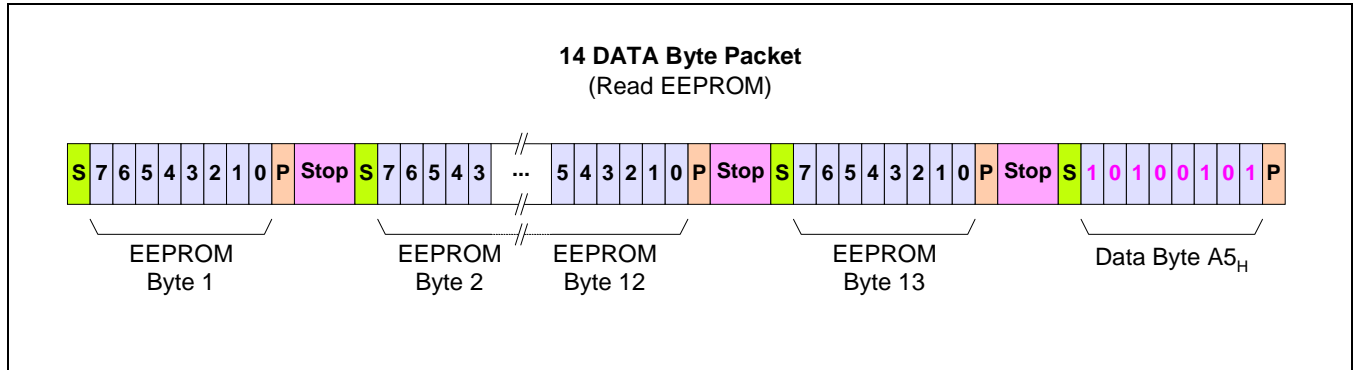 14 DATA Byte Packet
(Read EEPROM)
S 7 6 5 4 3 2 1 0 P Stop S 7 6 5 4 3 ... 5 4 3 2 1 0 P Stop S 7 6 5 4 3 2 1 0 P Stop S 1 0 1 0 0 1 0 1 P
EEPROM Byte 1
EEPROM Byte 2
EEPROM Byte 12
EEPROM Byte 13
Data Byte A5H